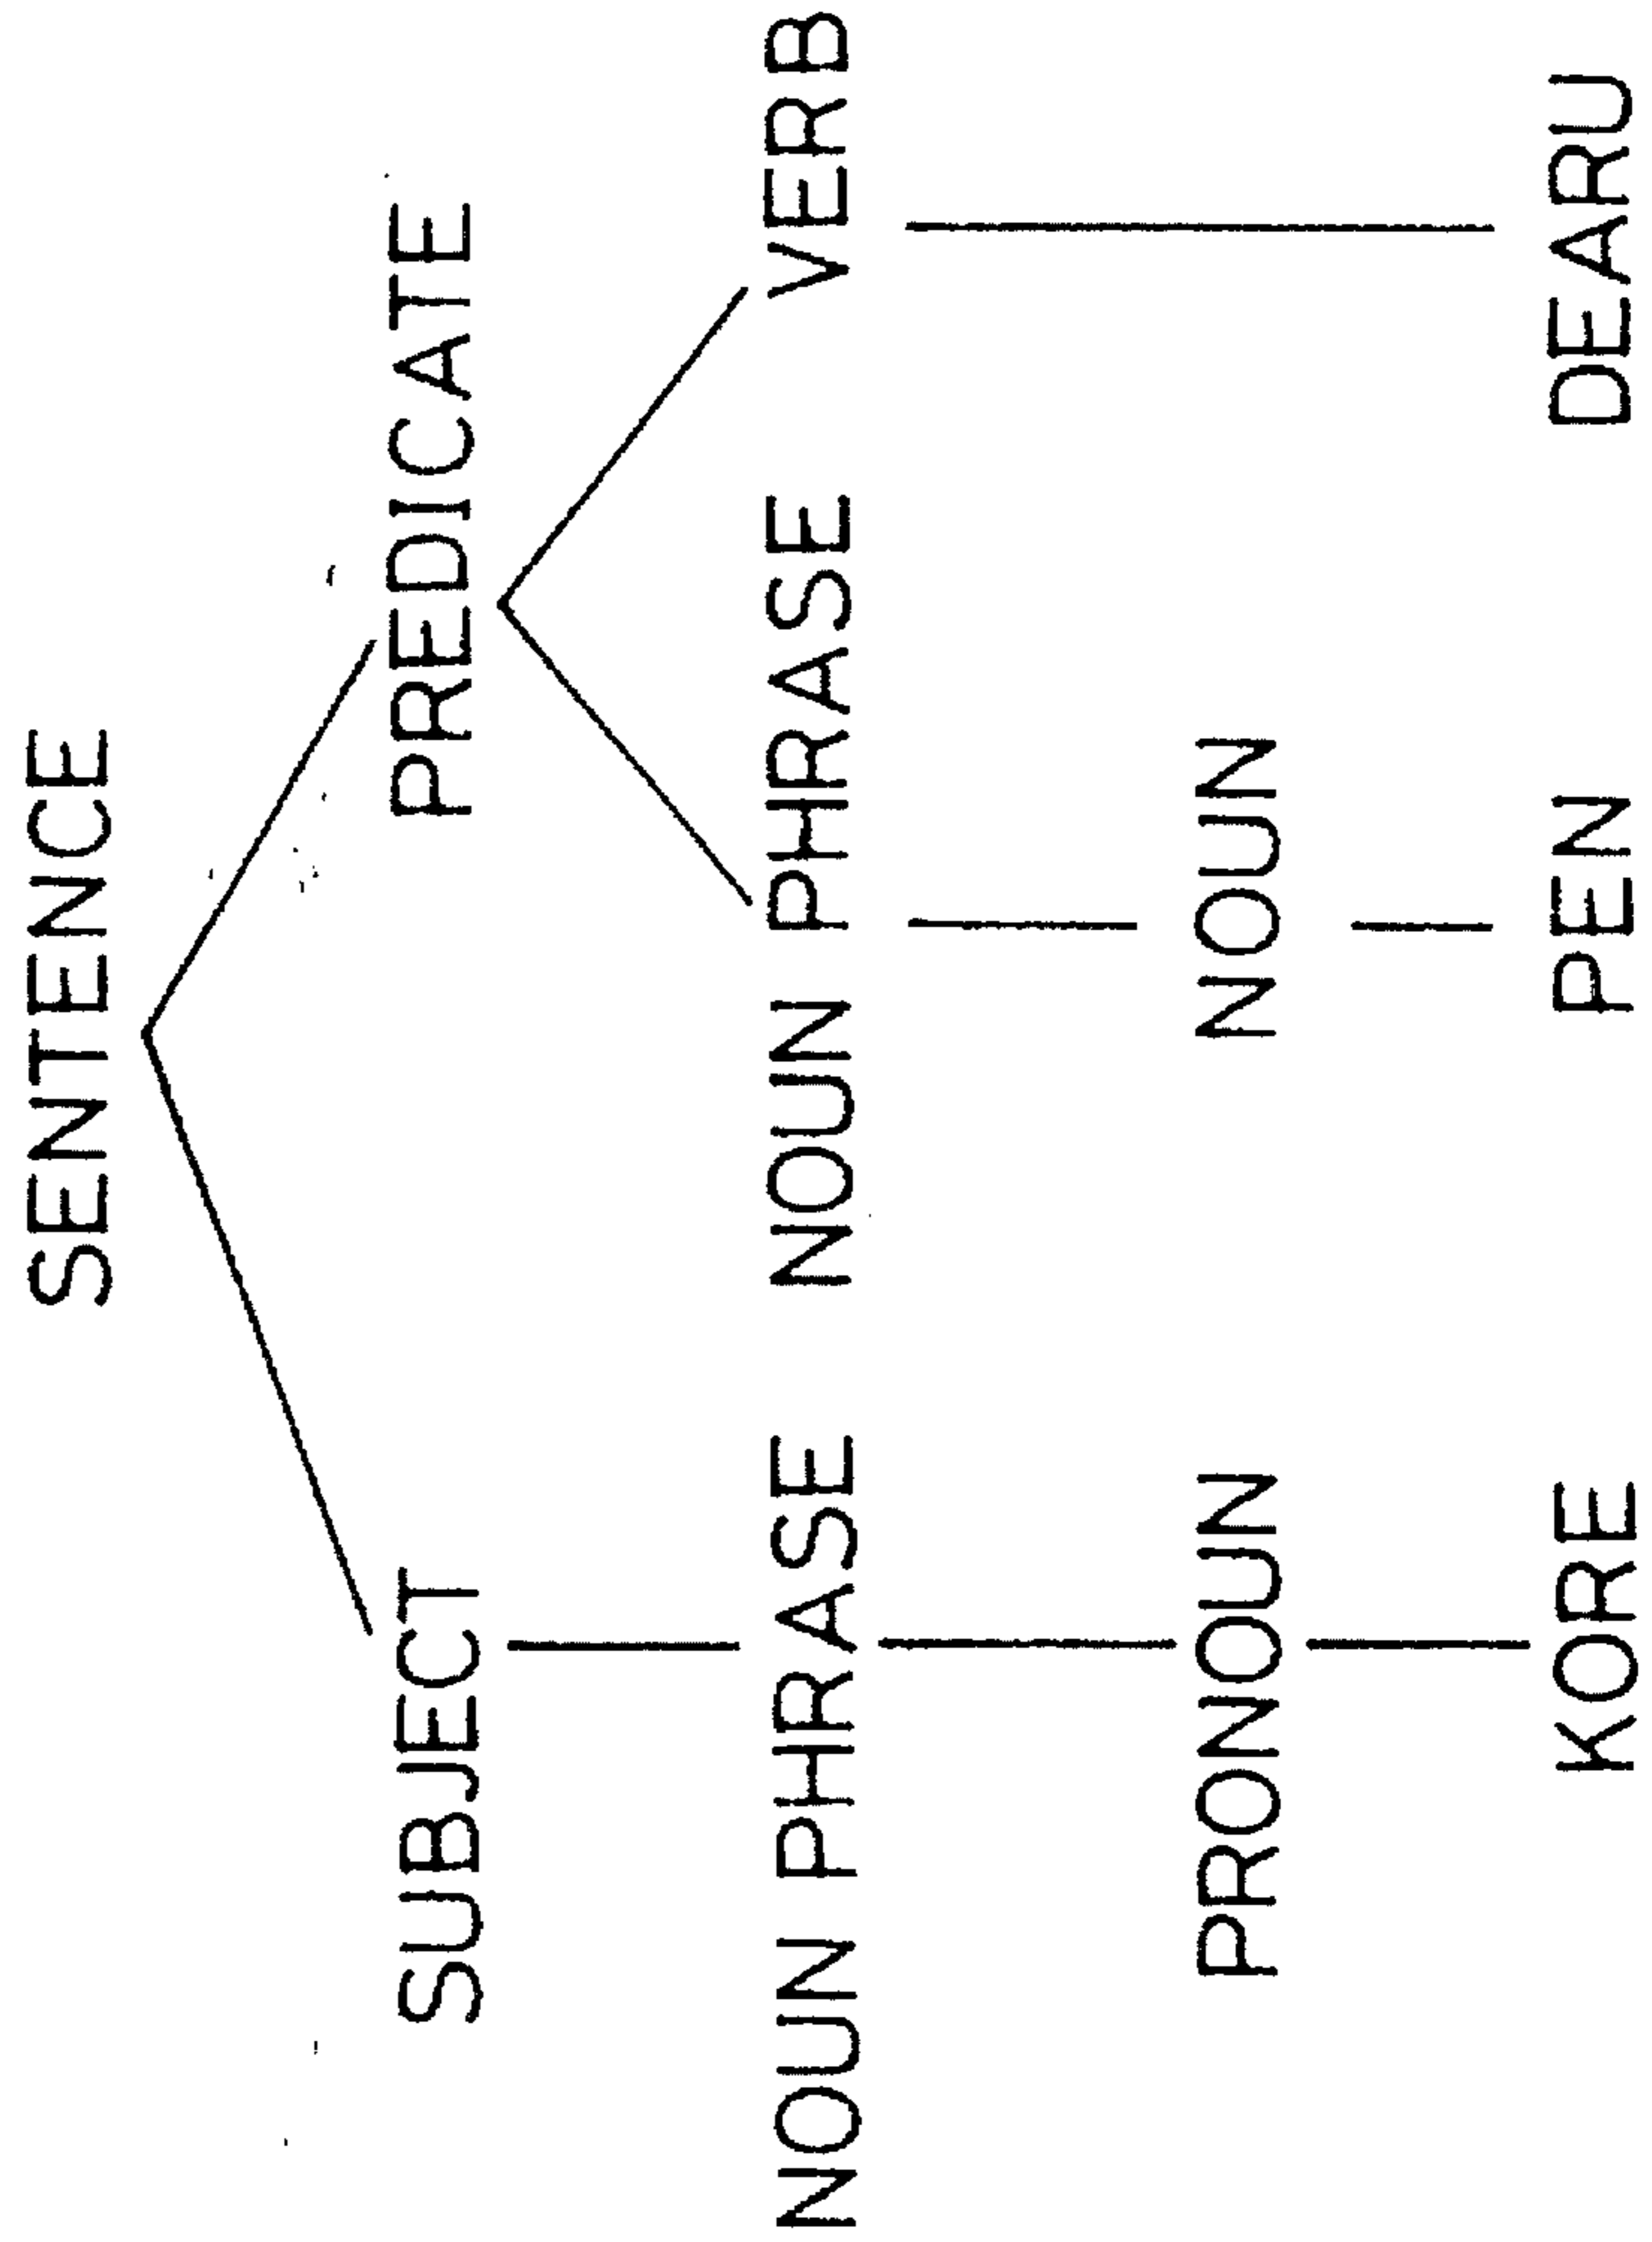 SENTENCE
SUBJECT PREDICATE
NOUN PHRASE NOUN PHRASE VERB
PRONOUN NOUN
KORE PEN DEARU